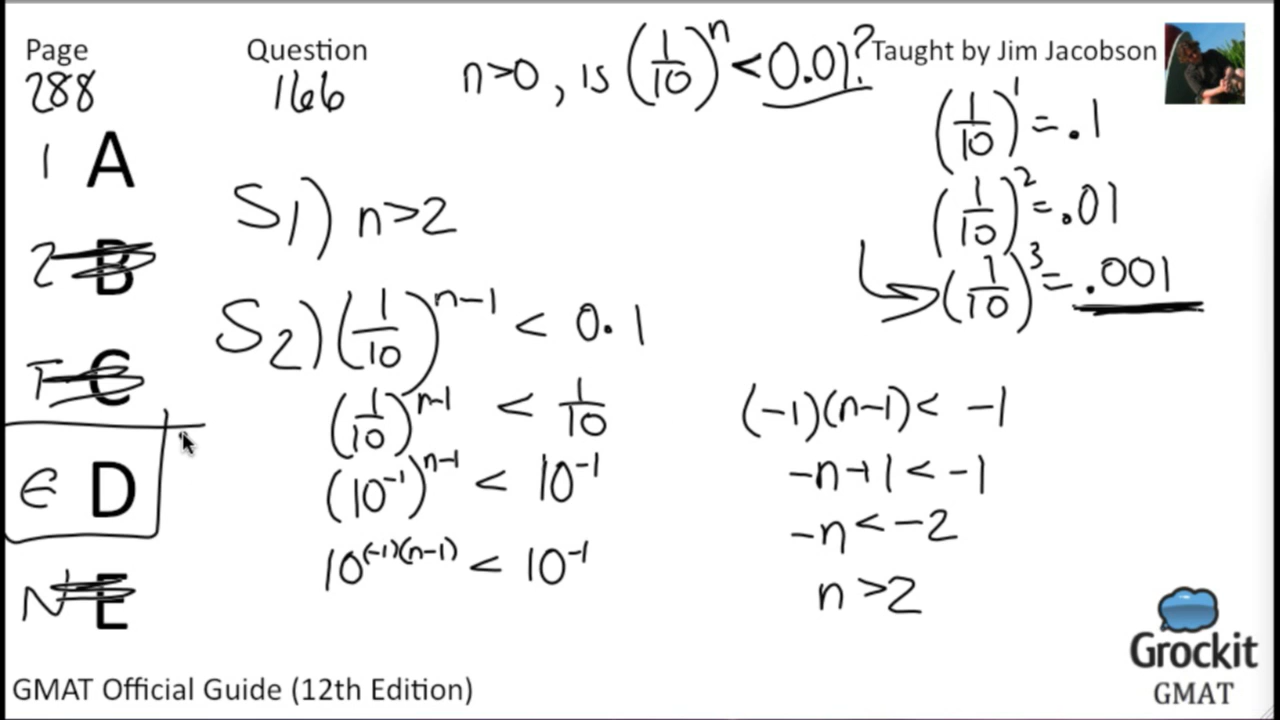 Page
288
Question
166
n>0, is (1/10)^n < 0.01?
Taught by Jim Jacobson
1 A
2 B
T C
E D
N E
S1) n>2
S2) (1/10)^(n-1) < 0.1
(1/10)^(n-1) < 1/10
(10^-1)^(n-1) < 10^-1
10^((-1)(n-1)) < 10^-1
(1/10)^1 = .1
(1/10)^2 = .01
(1/10)^3 = .001
(-1)(n-1) < -1
-n+1 < -1
-n < -2
n > 2
GMAT Official Guide (12th Edition)
Grockit
GMAT